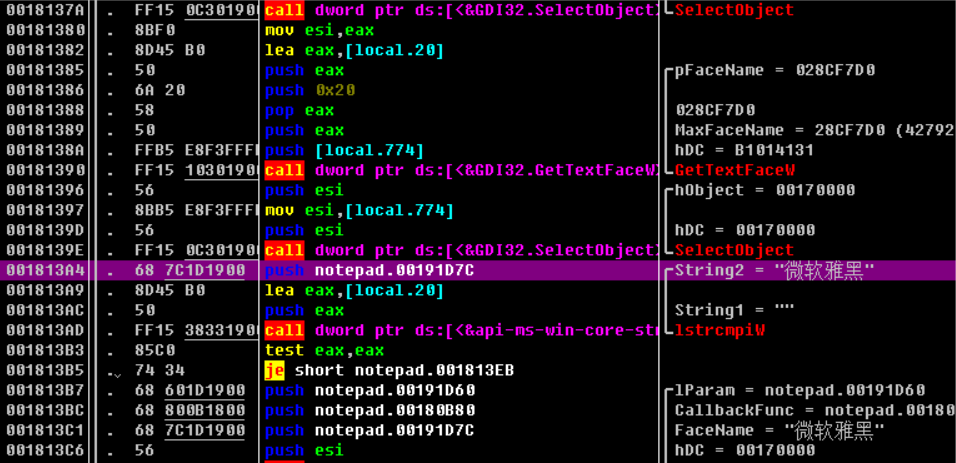 0018137A . FF15 0C301900 call dword ptr ds:[<&GDI32.SelectObject> SelectObject
00181380 . 8BF0 mov esi,eax
00181382 . 8D45 B0 lea eax,[local.20]
00181385 . 50 push eax pFaceName = 028CF7D0
00181386 . 6A 20 push 0x20
00181388 . 58 pop eax 028CF7D0
00181389 . 50 push eax MaxFaceName = 28CF7D0 (42792
0018138A . FFB5 E8F3FFFF push [local.774] hDC = B1014131
00181390 . FF15 10301900 call dword ptr ds:[<&GDI32.GetTextFaceW> GetTextFaceW
00181396 . 56 push esi hObject = 00170000
00181397 . 8BB5 E8F3FFFF mov esi,[local.774]
0018139D . 56 push esi hDC = 00170000
0018139E . FF15 0C301900 call dword ptr ds:[<&GDI32.SelectObject> SelectObject
001813A4 . 68 7C1D1900 push notepad.00191D7C String2 = "微软雅黑"
001813A9 . 8D45 B0 lea eax,[local.20]
001813AC . 50 push eax String1 = ""
001813AD . FF15 38331900 call dword ptr ds:[<&api-ms-win-core-str lstrcmpiW
001813B3 . 85C0 test eax,eax
001813B5 . 74 34 je short notepad.001813EB
001813B7 . 68 601D1900 push notepad.00191D60 lParam = notepad.00191D60
001813BC . 68 800B1800 push notepad.00180B80 CallbackFunc = notepad.00180
001813C1 . 68 7C1D1900 push notepad.00191D7C FaceName = "微软雅黑"
001813C6 . 56 push esi hDC = 00170000